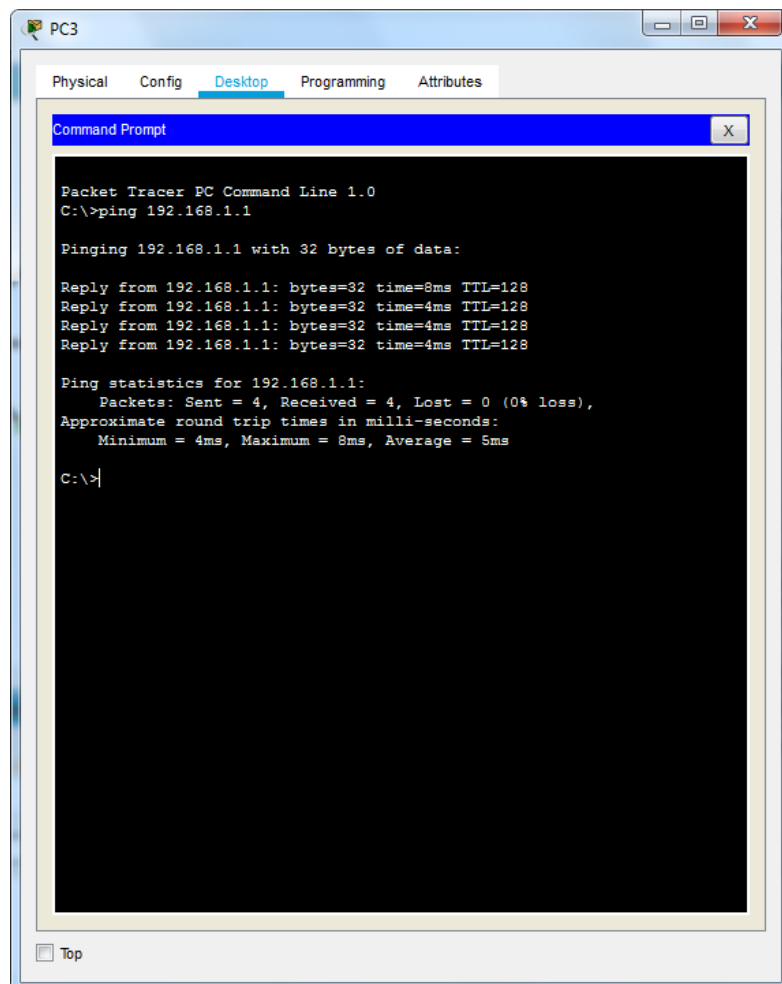 PC3
Physical Config Desktop Programming Attributes
Command Prompt
X
Packet Tracer PC Command Line 1.0
C:\>ping 192.168.1.1
Pinging 192.168.1.1 with 32 bytes of data:
Reply from 192.168.1.1: bytes=32 time=8ms TTL=128
Reply from 192.168.1.1: bytes=32 time=4ms TTL=128
Reply from 192.168.1.1: bytes=32 time=4ms TTL=128
Reply from 192.168.1.1: bytes=32 time=4ms TTL=128
Ping statistics for 192.168.1.1:
Packets: Sent = 4, Received = 4, Lost = 0 (0% loss),
Approximate round trip times in milli-seconds:
Minimum = 4ms, Maximum = 8ms, Average = 5ms
C:\>
Top